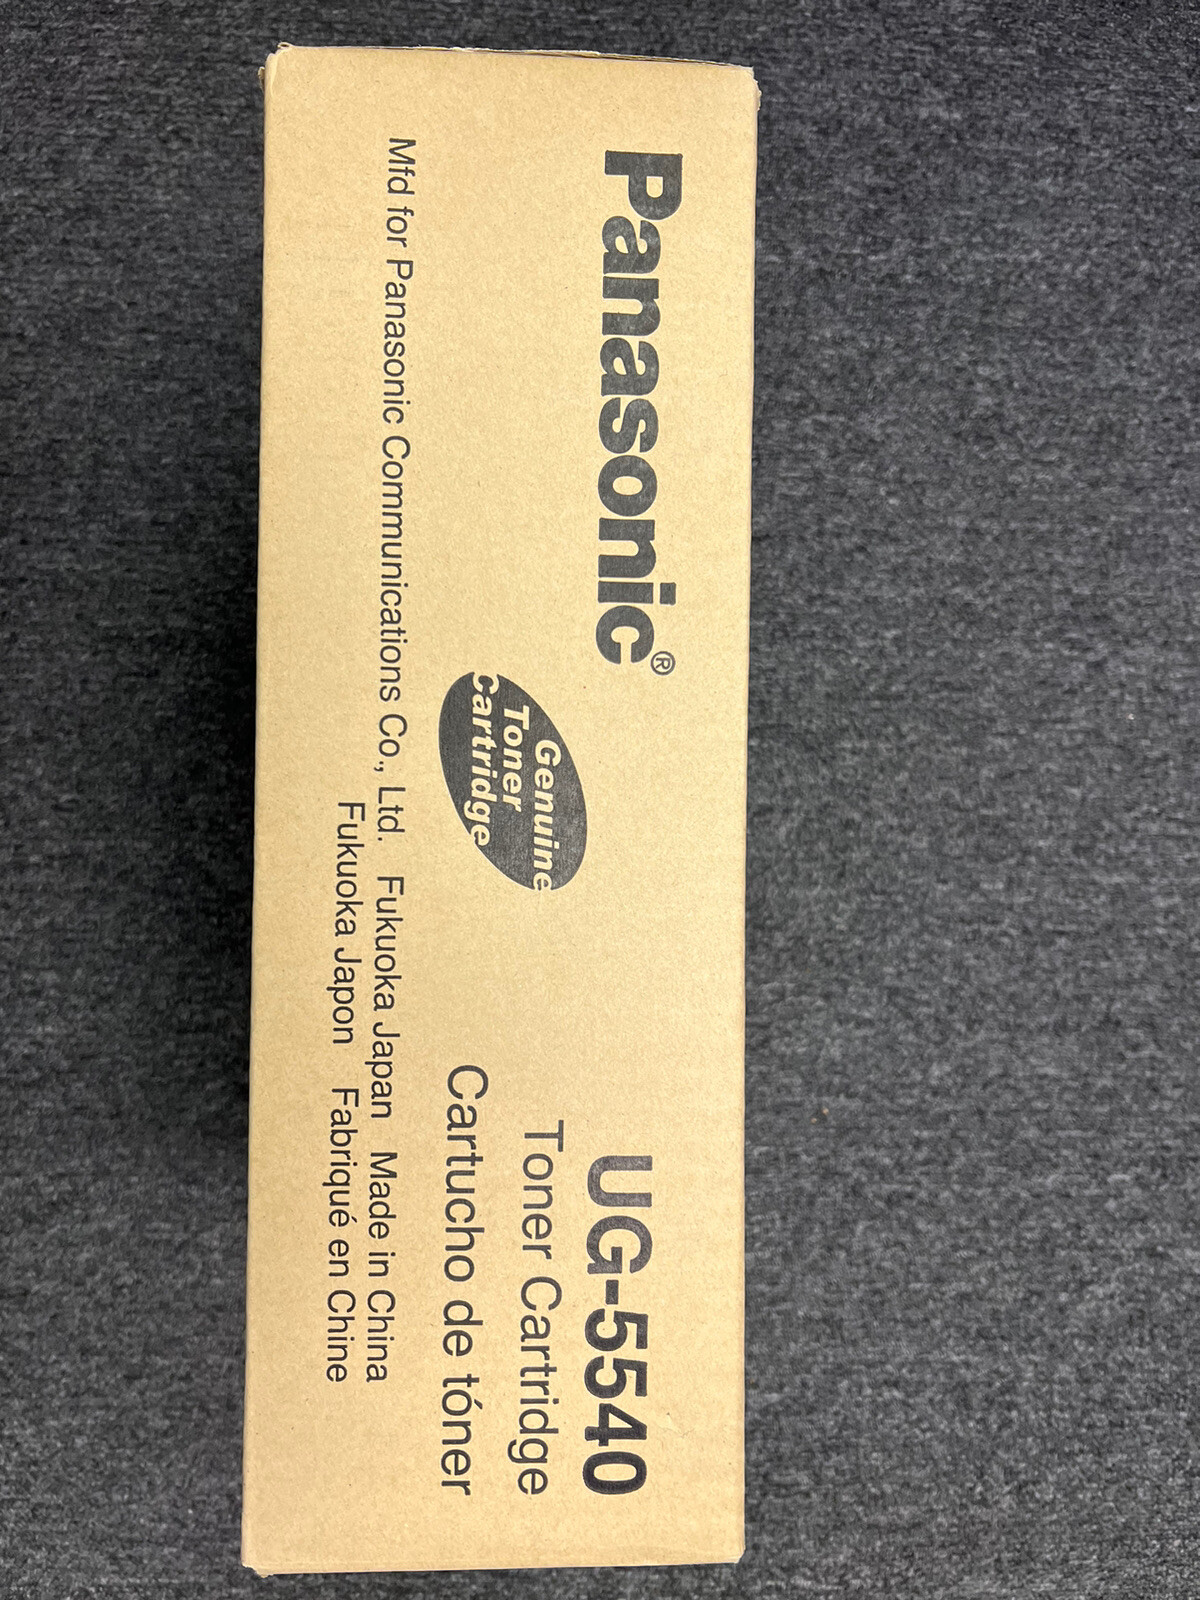 Panasonic®
UG-5540
Toner Cartridge
Cartucho de tóner
Genuine
Toner
Cartridge
Mfd for Panasonic Communications Co., Ltd. Fukuoka Japan Made in China
Fukuoka Japon Fabriqué en Chine